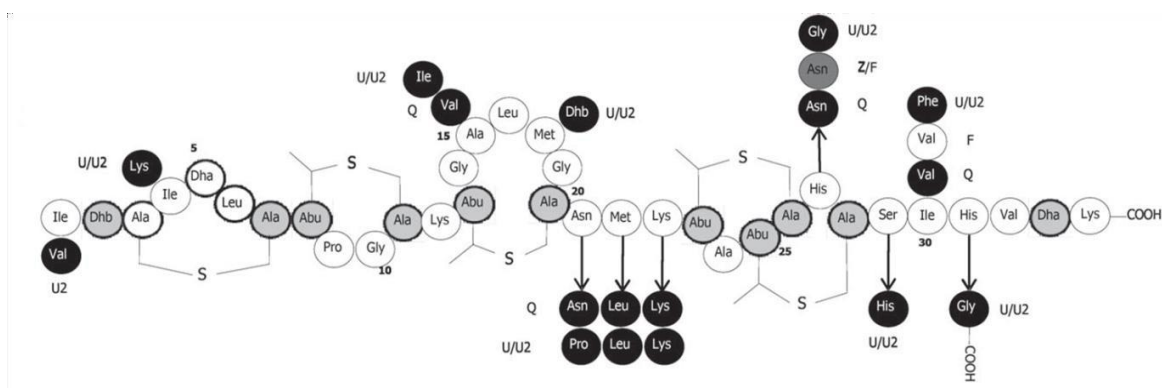 Gly U/U2
Asn Z/F
Asn Q
U/U2 Ile
Q Val
Leu
Dhb U/U2
15 Ala Met
Phe U/U2
Val F
Val Q
U/U2 Lys
5
Dha
Ile
Leu
S
Gly Gly
20
S
His
Ile Dhb Ala Ala Abu Ala Lys Abu Ala Asn Met Lys Abu Ala Abu Ala Ala Ser Ile His Val Dha Lys COOH
Pro Gly
10
25
30
Val
U2
S
S
S
Q Asn Leu Lys
U/U2 Pro Leu Lys
His
U/U2
Gly U/U2
COOH